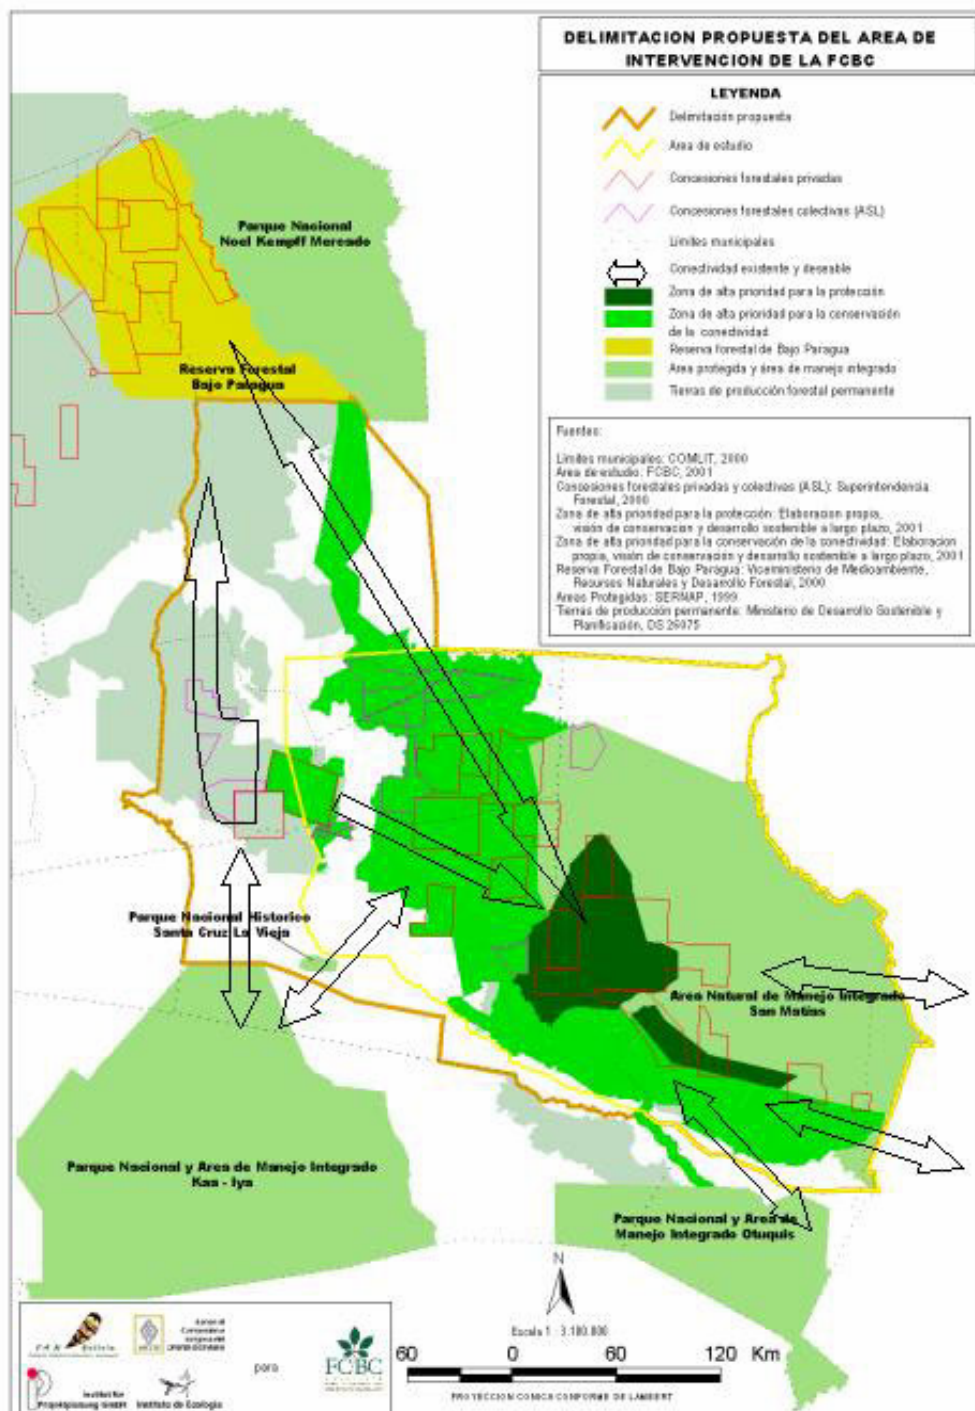 DELIMITACION PROPUESTA DEL AREA DE
INTERVENCION DE LA FCBC
LEYENDA
Delimitación propuesta
Area de estudio
Concesiones forestales privadas
Concesiones forestales colectivas (ASL)
Límites municipales
Conectividad existente y deseable
Zona de alta prioridad para la protección
Zona de alta prioridad para la conservación
de la conectividad
Reserva forestal de Bajo Paragua
Area protegida y área de manejo integrado
Tierras de producción forestal permanente
Fuentes:
Límites municipales: COMLIT, 2000
Area de estudio: FCBC, 2001
Concesiones forestales privadas y colectivas (ASL): Superintendencia
Forestal, 2000
Zona de alta prioridad para la protección: Elaboracion propia,
visión de conservacion y desarrollo sostenible a largo plazo, 2001
Zona de alta prioridad para la conservación de la conectividad: Elaboracion
propia, visión de conservación y desarrollo sostenible a largo plazo, 2001
Reserva Forestal de Bajo Paragua: Viceministerio de Medioambiente,
Recursos Naturales y Desarrollo Forestal, 2000
Areas Protegidas: SERNAP, 1999
Tierras de producción permanente: Ministerio de Desarrollo Sostenible y
Planificación, DS 26075
Parque Nacional
Noel Kempff Mercado
Reserva Forestal
Bajo Paragua
Parque Nacional Historico
Santa Cruz La Vieja
Area Natural de Manejo Integrado
San Matias
Parque Nacional y Area de Manejo Integrado
Kaa - Iya
Parque Nacional y Area de
Manejo Integrado Otuquis
N
Escala 1 : 3.100.000
60 0 60 120 Km
PROYECCION CONICA CONFORME DE LAMBERT
FAN Bolivia
para
FCBC
Institut für
Projektplanung GmbH
Instituto de Ecología